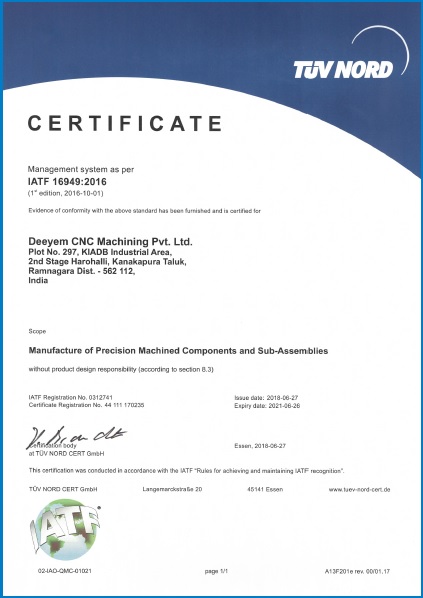 TÜV NORD
CERTIFICATE
Management system as per
IATF 16949:2016
(1st edition, 2016-10-01)
Evidence of conformity with the above standard has been furnished and is certified for
Deeyem CNC Machining Pvt. Ltd.
Plot No. 297, KIADB Industrial Area,
2nd Stage Harohalli, Kanakapura Taluk,
Ramnagara Dist. - 562 112,
India
Scope
Manufacture of Precision Machined Components and Sub-Assemblies
without product design responsibility (according to section 8.3)
IATF Registration No. 0312741
Certificate Registration No. 44 111 170235
Issue date: 2018-06-27
Expiry date: 2021-06-26
Certification body
at TÜV NORD CERT GmbH
Essen, 2018-06-27
This certification was conducted in accordance with the IATF "Rules for achieving and maintaining IATF recognition".
TÜV NORD CERT GmbH Langemarckstraße 20 45141 Essen www.tuev-nord-cert.de
IATF
02-IAO-QMC-01021 page 1/1 A13F201e rev. 00/01.17